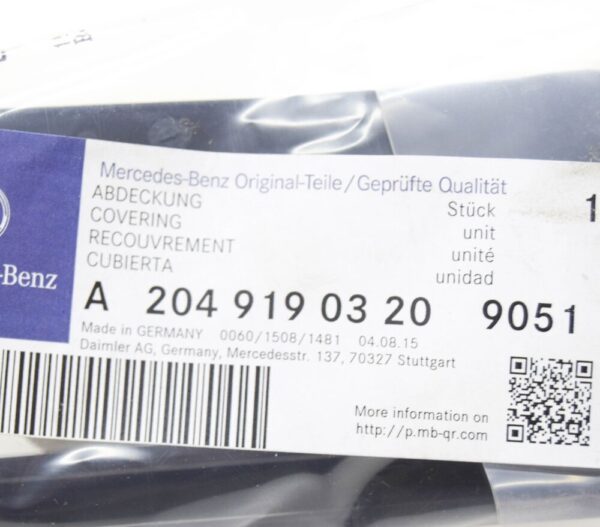 Mercedes-Benz Original-Teile/Geprüfte Qualität
ABDECKUNG Stück 1
COVERING unit
RECOUVREMENT unité
CUBIERTA unidad
-Benz
A 204 919 03 20 9051
Made in GERMANY 0060/1508/1481 04.08.15
Daimler AG, Germany, Mercedesstr. 137, 70327 Stuttgart
More information on
http://p.mb-qr.com